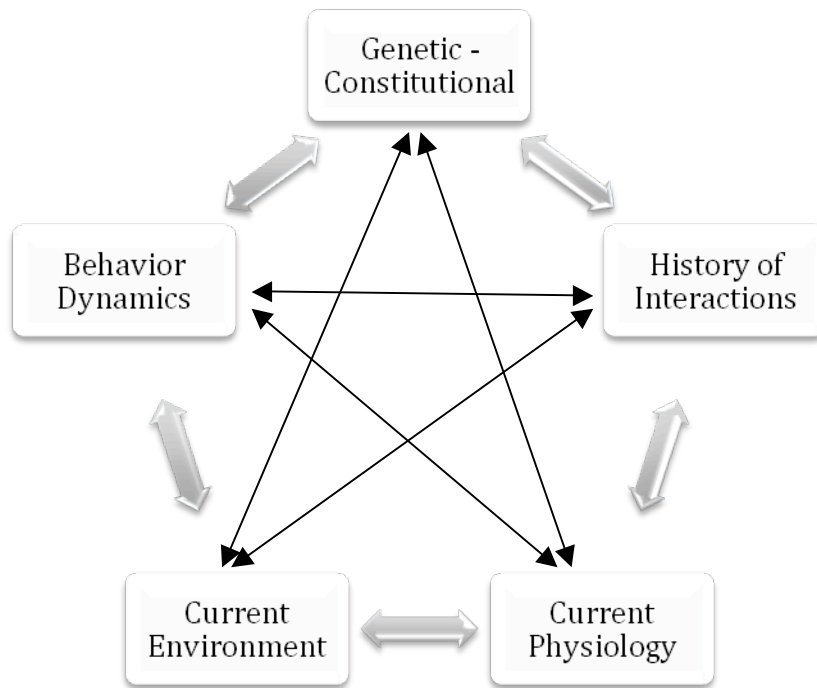 Genetic -
Constitutional
Behavior
Dynamics
History of
Interactions
Current
Environment
Current
Physiology